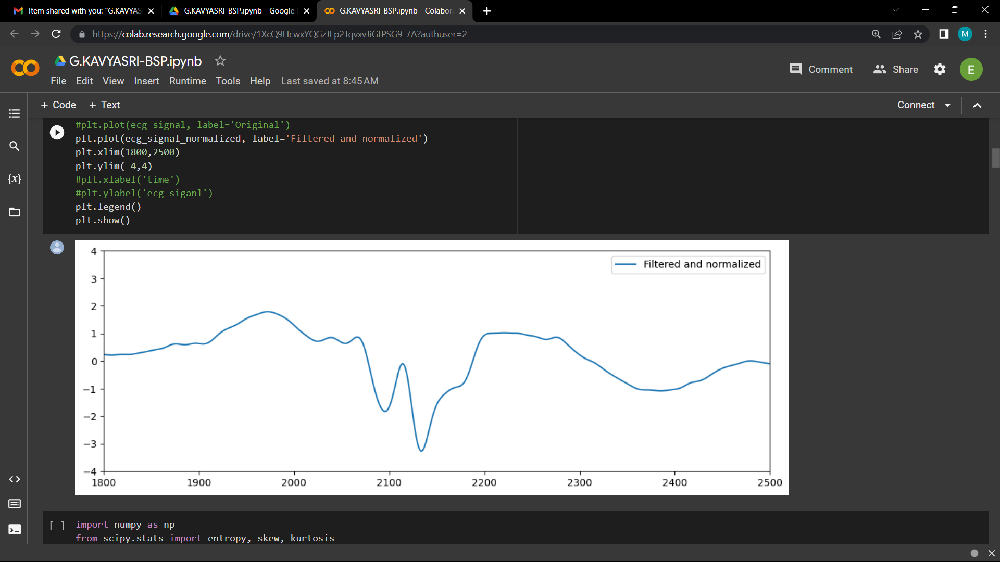 Item shared with you: "G.KAVYAS
G.KAVYASRI-BSP.ipynb - Google
G.KAVYASRI-BSP.ipynb - Colabor
https://colab.research.google.com/drive/1XcQ9HcwxYQGzJFp2TqvxvJiGtPSG9_7A?authuser=2
M
G.KAVYASRI-BSP.ipynb
Comment
Share
E
File Edit View Insert Runtime Tools Help Last saved at 8:45 AM
+ Code + Text
Connect
#plt.plot(ecg_signal, label='Original')
plt.plot(ecg_signal_normalized, label='Filtered and normalized')
plt.xlim(1800,2500)
plt.ylim(-4,4)
#plt.xlabel('time')
#plt.ylabel('ecg siganl')
plt.legend()
plt.show()
{x}
Filtered and normalized
4
3
2
1
0
−1
−2
−3
−4
1800 1900 2000 2100 2200 2300 2400 2500
[ ] import numpy as np
from scipy.stats import entropy, skew, kurtosis